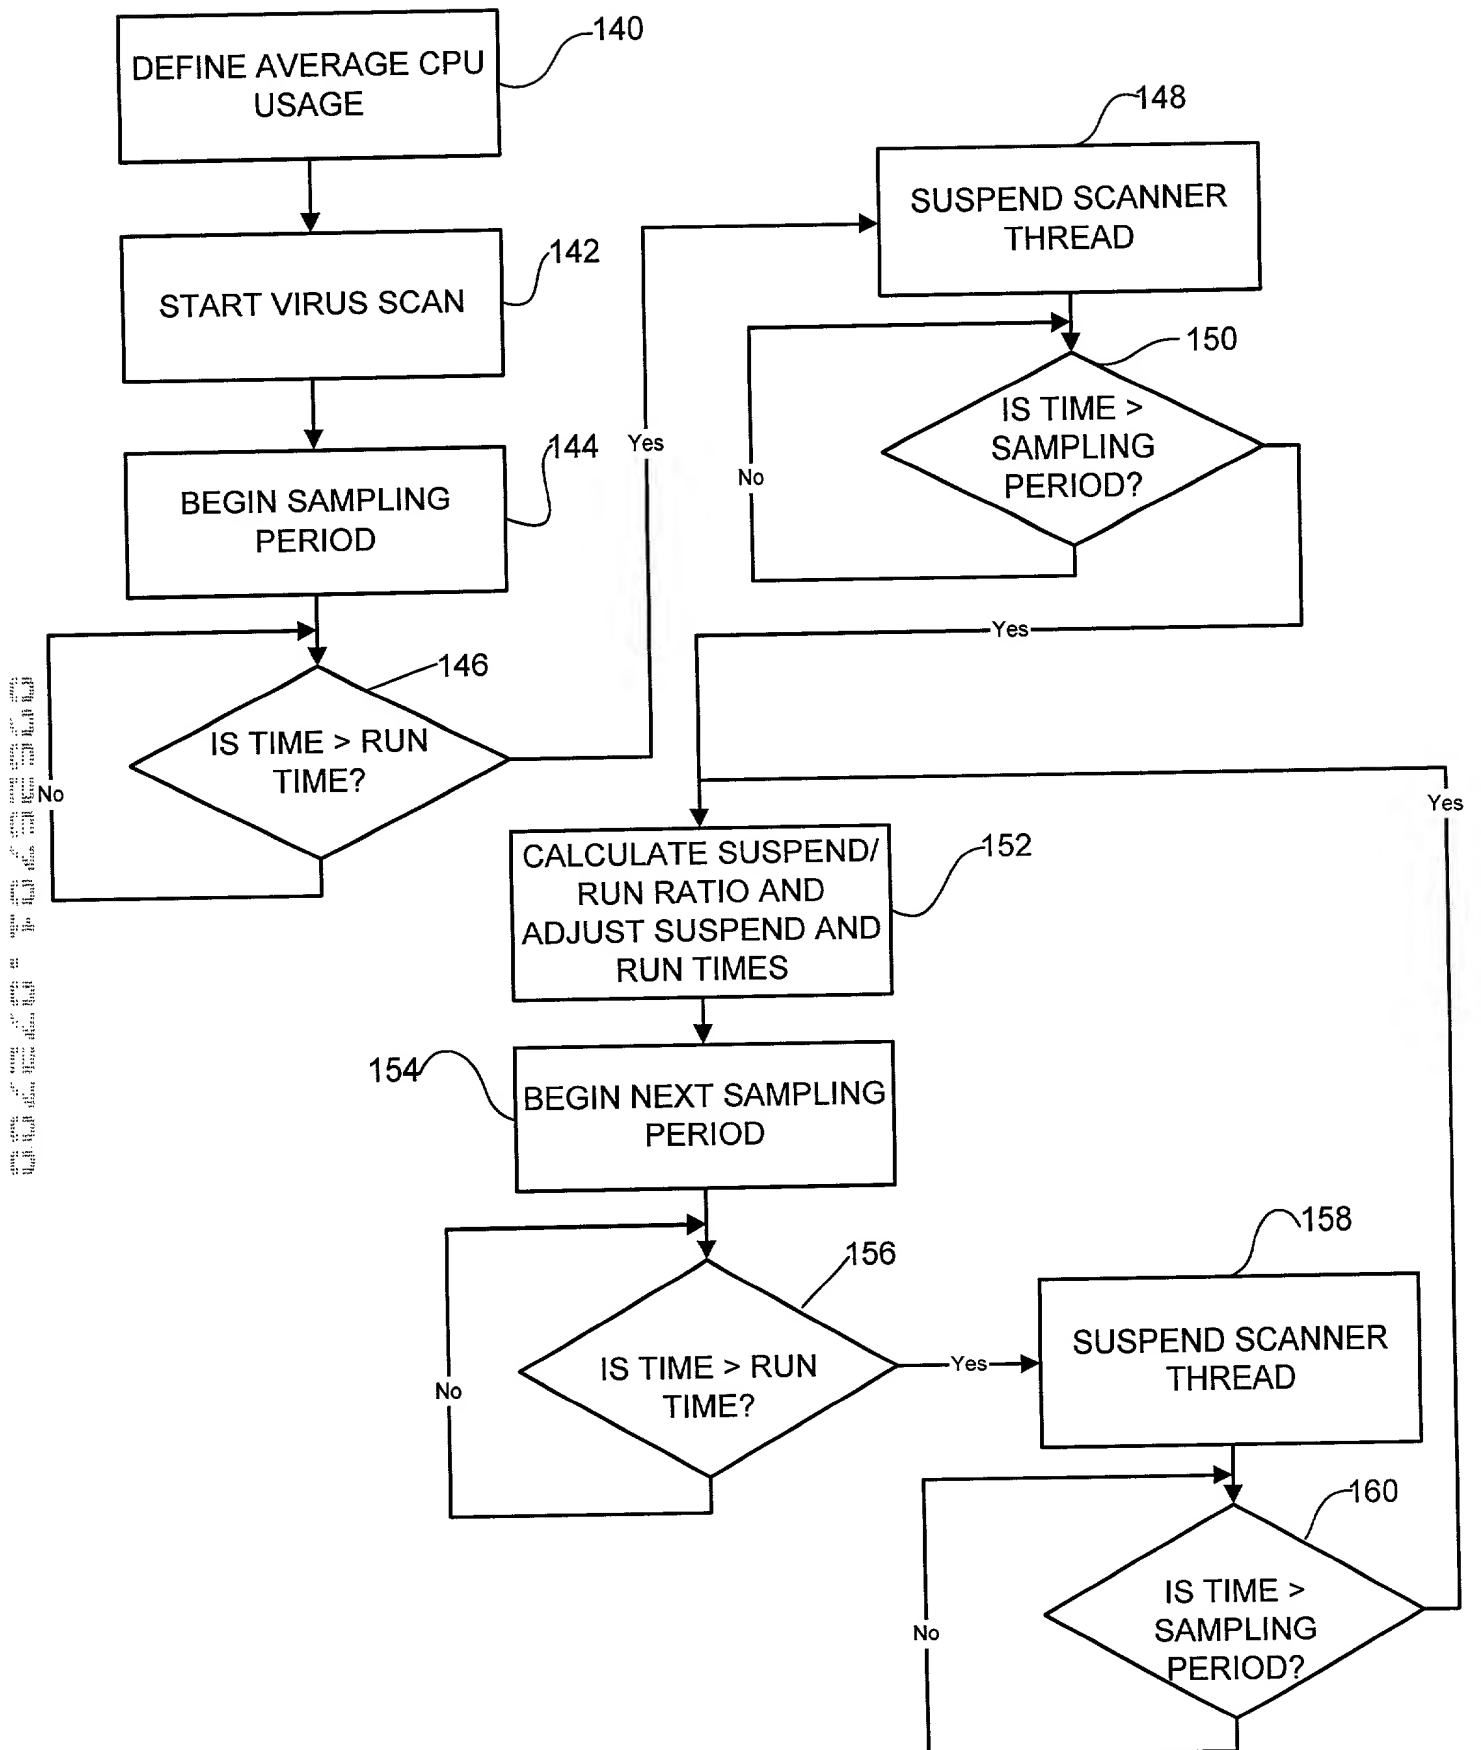 140
DEFINE AVERAGE CPU
USAGE
142
START VIRUS SCAN
144
BEGIN SAMPLING
PERIOD
146
IS TIME > RUN
TIME?
No
Yes
148
SUSPEND SCANNER
THREAD
150
IS TIME >
SAMPLING
PERIOD?
No
Yes
152
CALCULATE SUSPEND/
RUN RATIO AND
ADJUST SUSPEND AND
RUN TIMES
154
BEGIN NEXT SAMPLING
PERIOD
156
IS TIME > RUN
TIME?
No
Yes
158
SUSPEND SCANNER
THREAD
160
IS TIME >
SAMPLING
PERIOD?
No
Yes